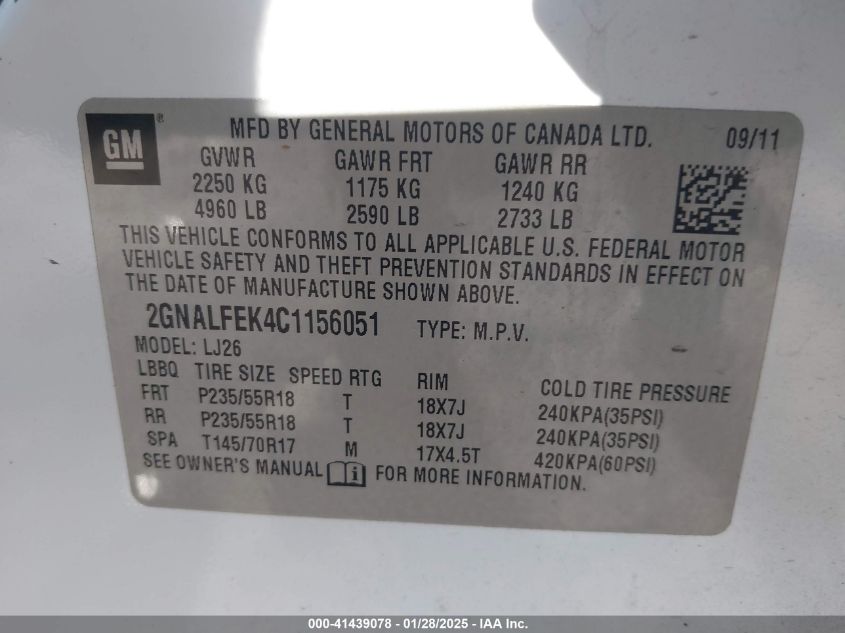 GM® MFD BY GENERAL MOTORS OF CANADA LTD. 09/11
GVWR GAWR FRT GAWR RR
2250 KG 1175 KG 1240 KG
4960 LB 2590 LB 2733 LB
THIS VEHICLE CONFORMS TO ALL APPLICABLE U.S. FEDERAL MOTOR
VEHICLE SAFETY AND THEFT PREVENTION STANDARDS IN EFFECT ON
THE DATE OF MANUFACTURE SHOWN ABOVE.
2GNALFEK4C1156051 TYPE: M.P.V.
MODEL: LJ26
LBBQ TIRE SIZE SPEED RTG RIM COLD TIRE PRESSURE
FRT P235/55R18 T 18X7J 240KPA(35PSI)
RR P235/55R18 T 18X7J 240KPA(35PSI)
SPA T145/70R17 M 17X4.5T 420KPA(60PSI)
SEE OWNER'S MANUAL i FOR MORE INFORMATION.
000-41439078 - 01/28/2025 - IAA Inc.